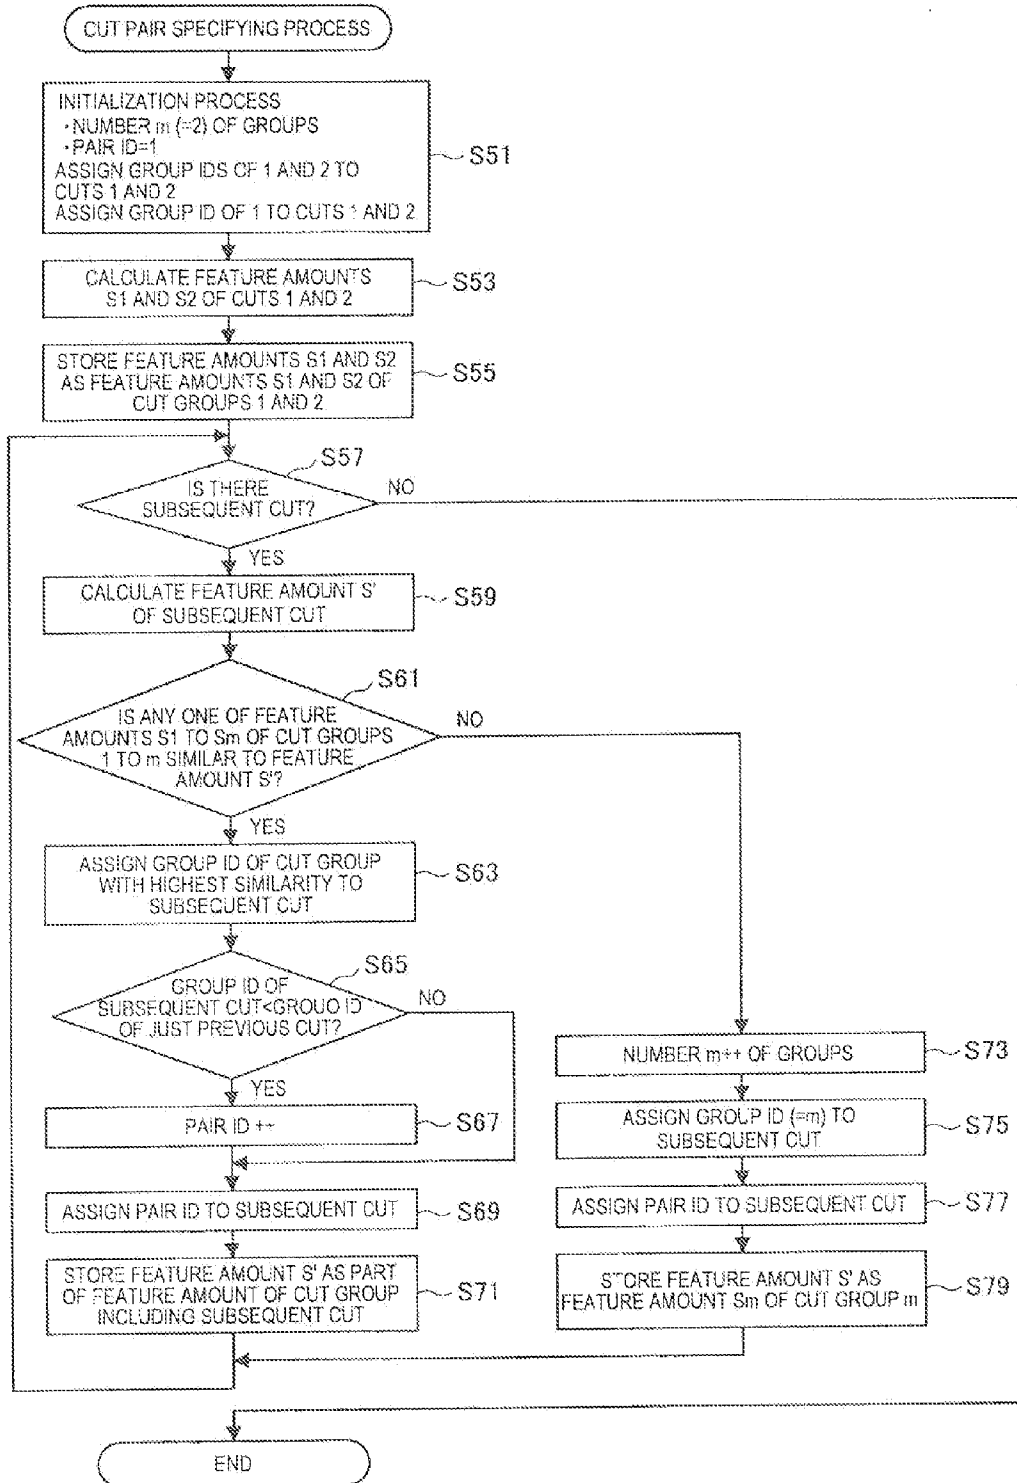 CUT PAIR SPECIFYING PROCESS
INITIALIZATION PROCESS
・NUMBER m (=2) OF GROUPS
・PAIR ID=1
ASSIGN GROUP IDS OF 1 AND 2 TO
CUTS 1 AND 2
ASSIGN GROUP ID OF 1 TO CUTS 1 AND 2
S51
CALCULATE FEATURE AMOUNTS
S1 AND S2 OF CUTS 1 AND 2
S53
STORE FEATURE AMOUNTS S1 AND S2
AS FEATURE AMOUNTS S1 AND S2 OF
CUT GROUPS 1 AND 2
S55
S57
IS THERE
SUBSEQUENT CUT?
NO
YES
CALCULATE FEATURE AMOUNT S'
OF SUBSEQUENT CUT
S59
S61
IS ANY ONE OF FEATURE
AMOUNTS S1 TO Sm OF CUT GROUPS
1 TO m SIMILAR TO FEATURE
AMOUNT S'?
NO
YES
ASSIGN GROUP ID OF CUT GROUP
WITH HIGHEST SIMILARITY TO
SUBSEQUENT CUT
S63
S65
GROUP ID OF
SUBSEQUENT CUT<GROUO ID
OF JUST PREVIOUS CUT?
NO
YES
PAIR ID ++
S67
ASSIGN PAIR ID TO SUBSEQUENT CUT
S69
STORE FEATURE AMOUNT S' AS PART
OF FEATURE AMOUNT OF CUT GROUP
INCLUDING SUBSEQUENT CUT
S71
NUMBER m++ OF GROUPS
S73
ASSIGN GROUP ID (=m) TO
SUBSEQUENT CUT
S75
ASSIGN PAIR ID TO SUBSEQUENT CUT
S77
STORE FEATURE AMOUNT S' AS
FEATURE AMOUNT Sm OF CUT GROUP m
S79
END